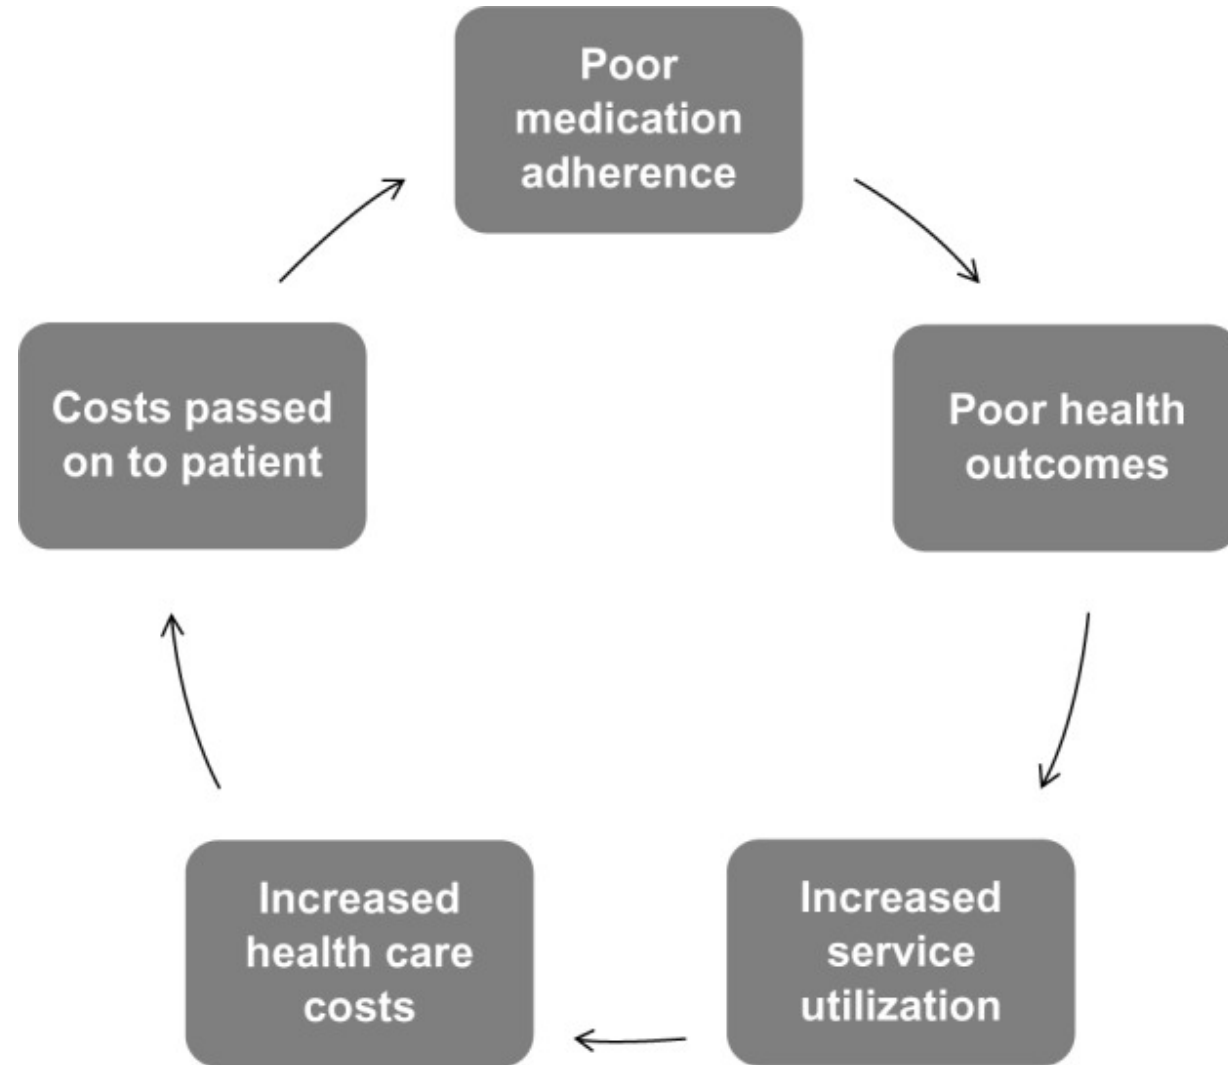 Poor
medication
adherence
Poor health
outcomes
Increased
service
utilization
Increased
health care
costs
Costs passed
on to patient